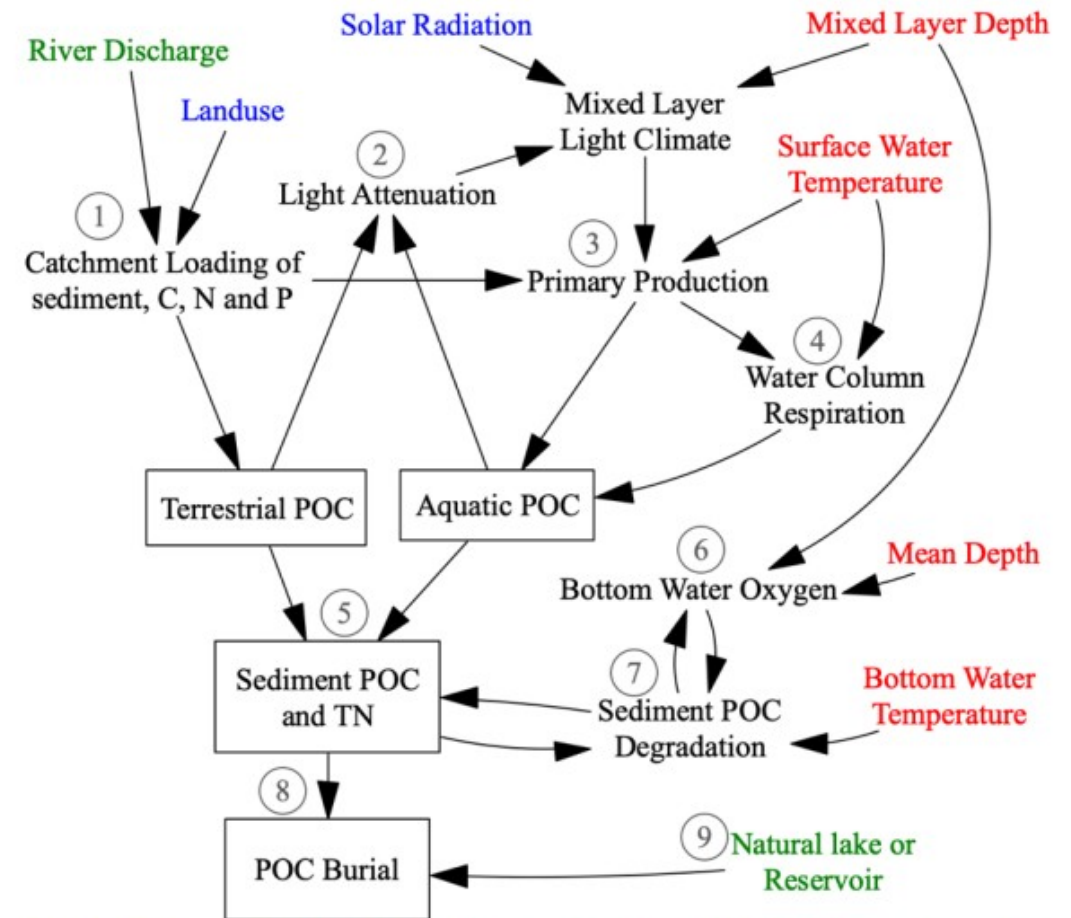 Solar Radiation
Mixed Layer Depth
River Discharge
Landuse
Mixed Layer
Light Climate
2
Light Attenuation
Surface Water
Temperature
1
Catchment Loading of
sediment, C, N and P
3
Primary Production
4
Water Column
Respiration
Terrestrial POC
Aquatic POC
6
Bottom Water Oxygen
Mean Depth
5
Sediment POC
and TN
7
Sediment POC
Degradation
Bottom Water
Temperature
8
POC Burial
9
Natural lake or
Reservoir